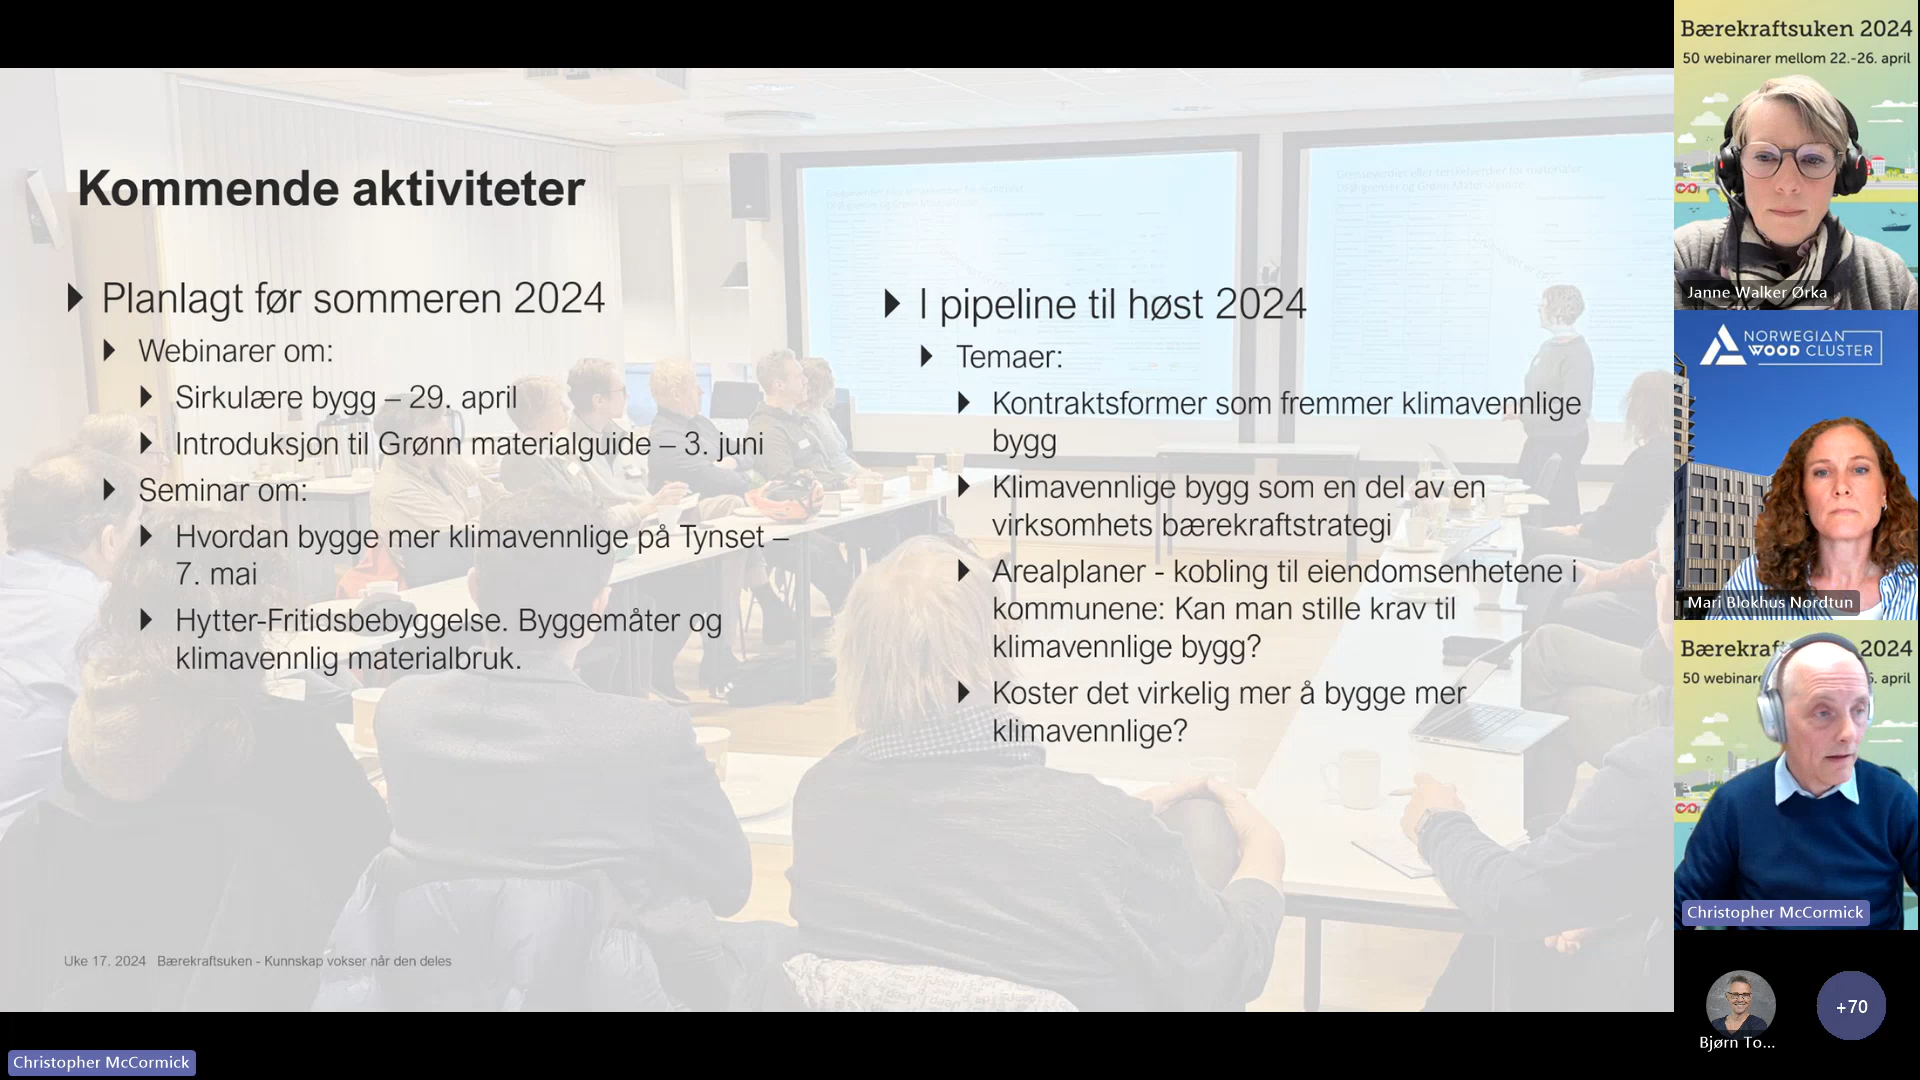 Kommende aktiviteter
Planlagt før sommeren 2024
Webinarer om:
Sirkulære bygg – 29. april
Introduksjon til Grønn materialguide – 3. juni
Seminar om:
Hvordan bygge mer klimavennlige på Tynset –
7. mai
Hytter-Fritidsbebyggelse. Byggemåter og
klimavennlig materialbruk.
I pipeline til høst 2024
Temaer:
Kontraktsformer som fremmer klimavennlige
bygg
Klimavennlige bygg som en del av en
virksomhets bærekraftstrategi
Arealplaner - kobling til eiendomsenhetene i
kommunene: Kan man stille krav til
klimavennlige bygg?
Koster det virkelig mer å bygge mer
klimavennlige?
Uke 17. 2024 Bærekraftsuken - Kunnskap vokser når den deles
Christopher McCormick
Bærekraftsuken 2024
50 webinarer mellom 22.-26. april
Janne Walker Ørka
NORWEGIAN
WOOD CLUSTER
Mari Blokhus Nordtun
2024
april
Christopher McCormick
Bjørn To...
+70